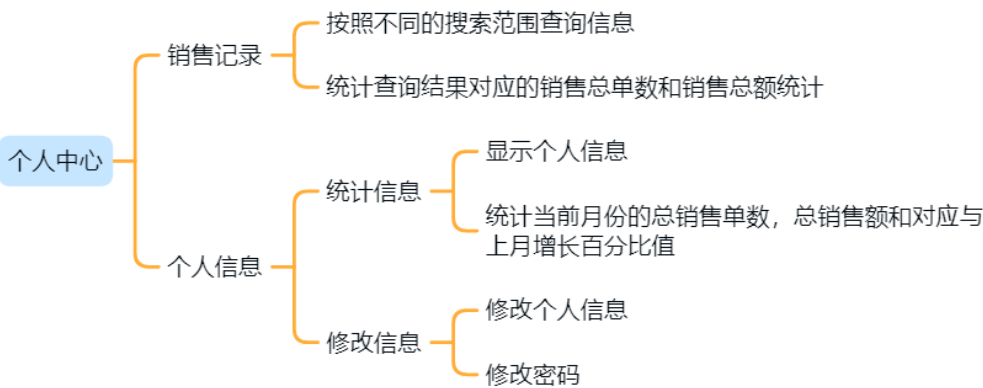 按照不同的搜索范围查询信息
销售记录
统计查询结果对应的销售总单数和销售总额统计
个人中心
显示个人信息
统计信息
统计当前月份的总销售单数，总销售额和对应与
上月增长百分比值
个人信息
修改个人信息
修改信息
修改密码